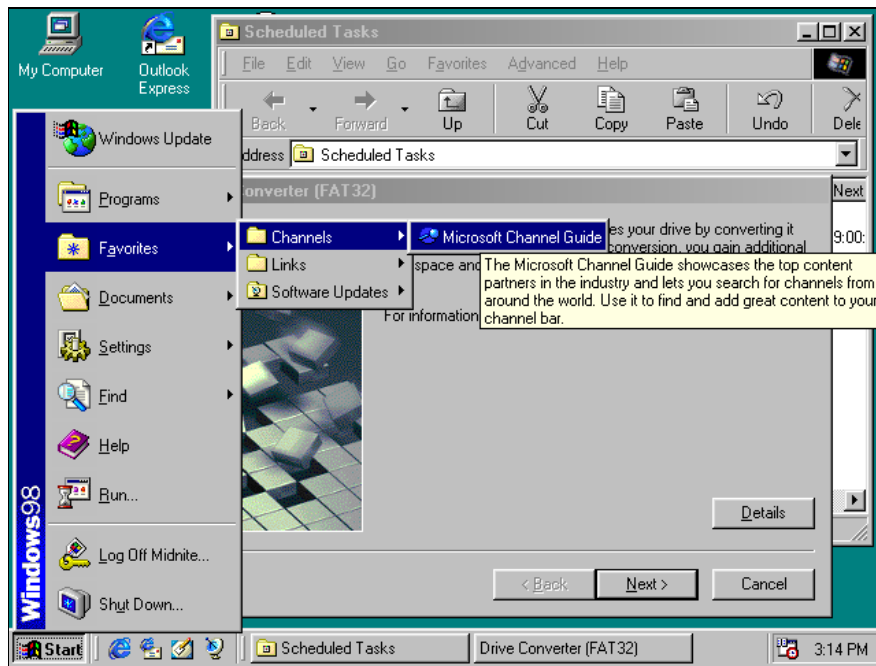 My Computer
Outlook
Express
Scheduled Tasks
File Edit View Go Favorites Advanced Help
Back Forward Up Cut Copy Paste Undo Dele
ddress Scheduled Tasks
Next
9:00:
onverter (FAT32)
es your drive by converting it
conversion, you gain additional
space and
For information
Windows Update
Programs
Favorites
Documents
Settings
Find
Help
Run...
Log Off Midnite...
Shut Down...
Windows98
Channels
Links
Software Updates
Microsoft Channel Guide
The Microsoft Channel Guide showcases the top content
partners in the industry and lets you search for channels from
around the world. Use it to find and add great content to your
channel bar.
Details
< Back Next > Cancel
Start Scheduled Tasks Drive Converter (FAT32) 3:14 PM